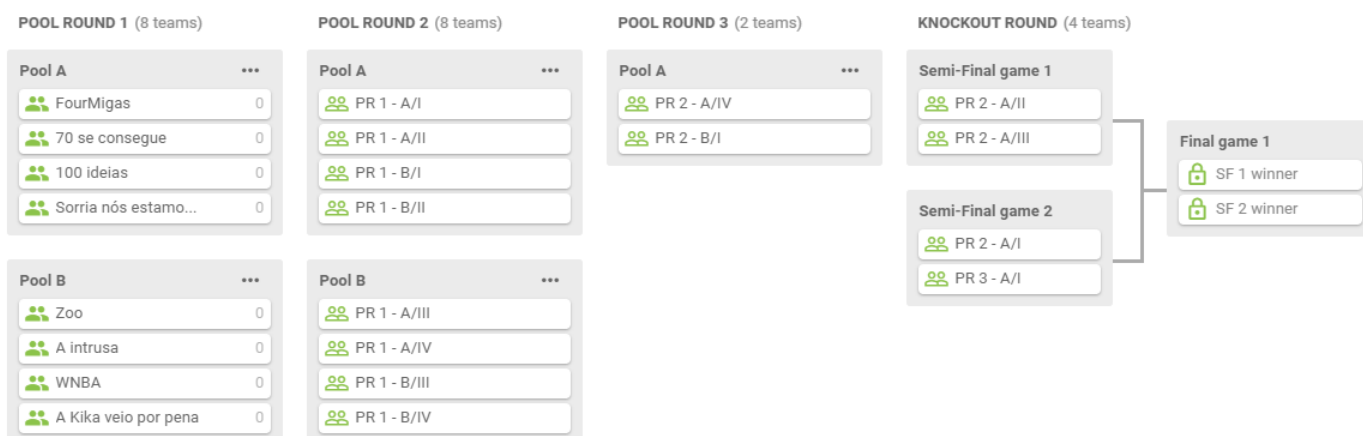 POOL ROUND 1 (8 teams)
Pool A •••
FourMigas 0
70 se consegue 0
100 ideias 0
Sorria nós estamo... 0
Pool B •••
Zoo 0
A intrusa 0
WNBA 0
A Kika veio por pena 0
POOL ROUND 2 (8 teams)
Pool A •••
PR 1 - A/I
PR 1 - A/II
PR 1 - B/I
PR 1 - B/II
Pool B •••
PR 1 - A/III
PR 1 - A/IV
PR 1 - B/III
PR 1 - B/IV
POOL ROUND 3 (2 teams)
Pool A •••
PR 2 - A/IV
PR 2 - B/I
KNOCKOUT ROUND (4 teams)
Semi-Final game 1
PR 2 - A/II
PR 2 - A/III
Semi-Final game 2
PR 2 - A/I
PR 3 - A/I
Final game 1
SF 1 winner
SF 2 winner